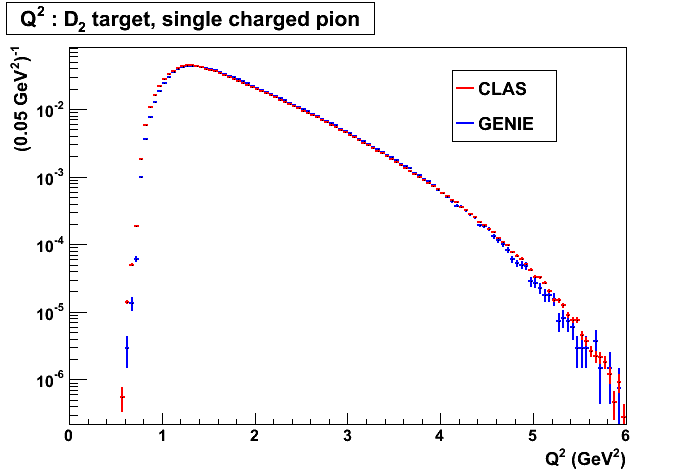 Q² : D₂ target, single charged pion
(0.05 GeV²)⁻¹
CLAS
GENIE
10⁻²
10⁻³
10⁻⁴
10⁻⁵
10⁻⁶
0 1 2 3 4 5 6
Q² (GeV²)